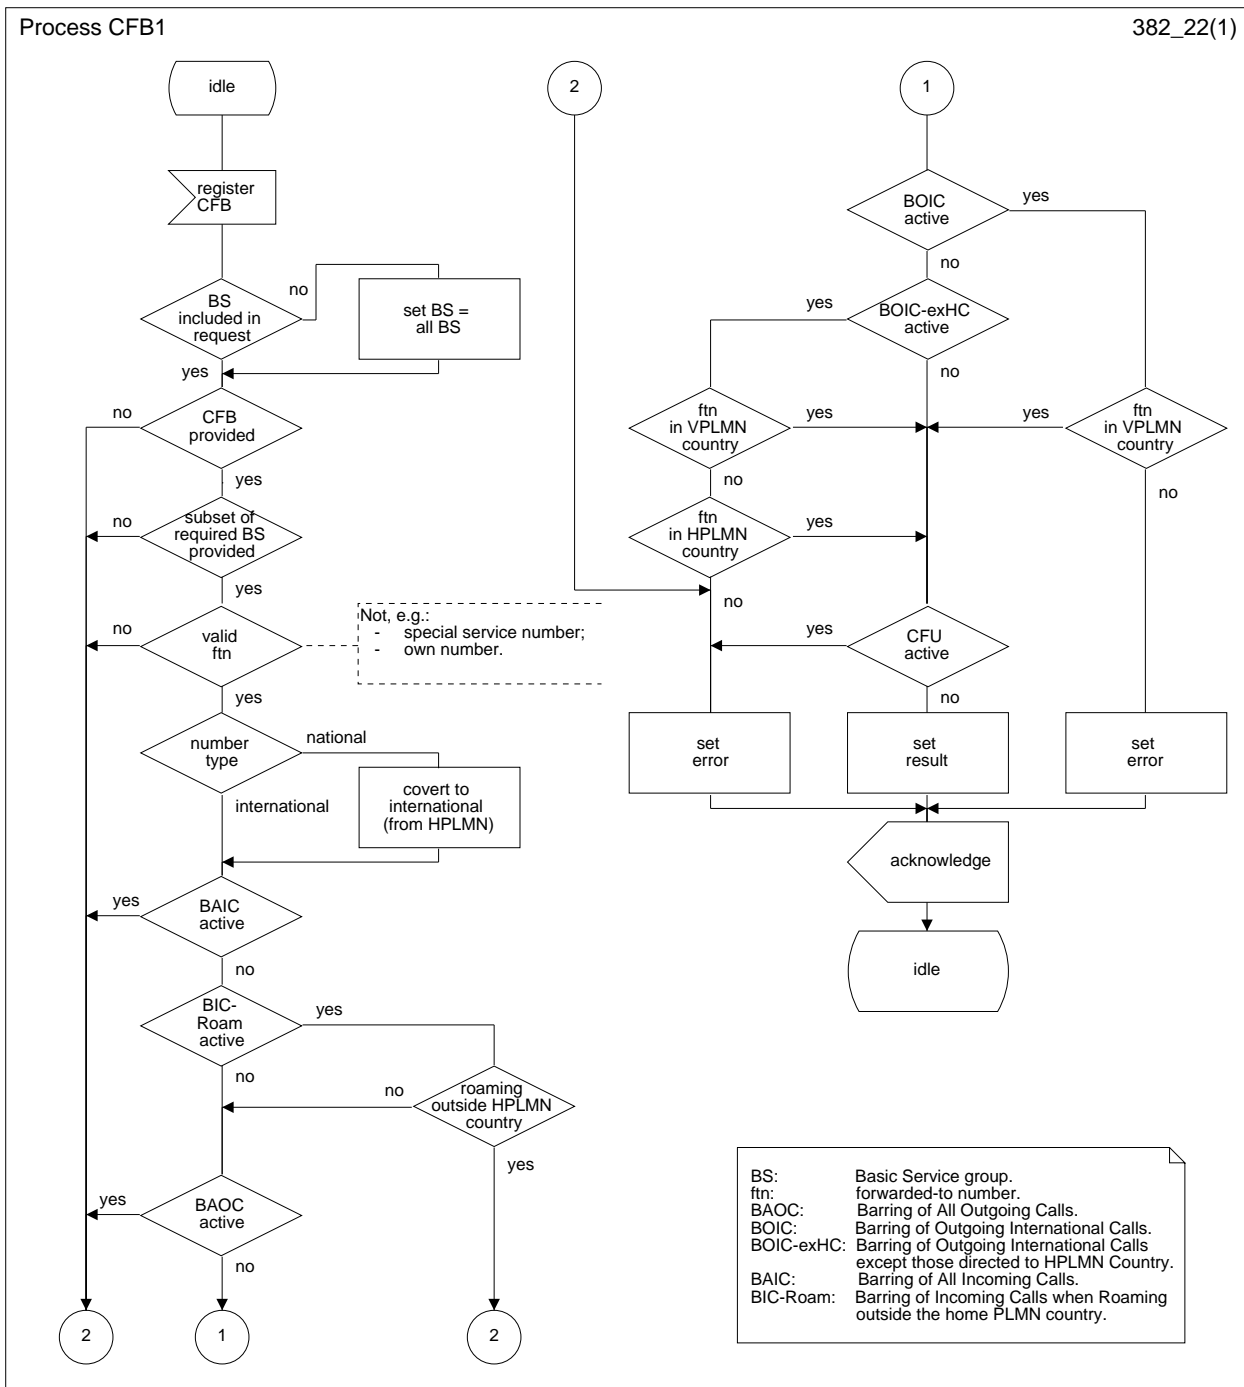 Process CFB1
382_22(1)
idle
register
CFB
BS
included in
request
no
set BS =
all BS
yes
CFB
provided
no
yes
subset of
required BS
provided
no
yes
valid
ftn
no
Not, e.g.:
- special service number;
- own number.
yes
number
type
national
international
covert to
international
(from HPLMN)
BAIC
active
yes
no
BIC-
Roam
active
yes
no
roaming
outside HPLMN
country
no
yes
BAOC
active
yes
no
2
1
2
2
1
BOIC
active
yes
no
BOIC-exHC
active
yes
no
ftn
in VPLMN
country
yes
yes
ftn
in VPLMN
country
no
no
ftn
in HPLMN
country
yes
no
CFU
active
yes
no
set
error
set
result
set
error
acknowledge
idle
BS: Basic Service group.
ftn: forwarded-to number.
BAOC: Barring of All Outgoing Calls.
BOIC: Barring of Outgoing International Calls.
BOIC-exHC: Barring of Outgoing International Calls
except those directed to HPLMN Country.
BAIC: Barring of All Incoming Calls.
BIC-Roam: Barring of Incoming Calls when Roaming
outside the home PLMN country.